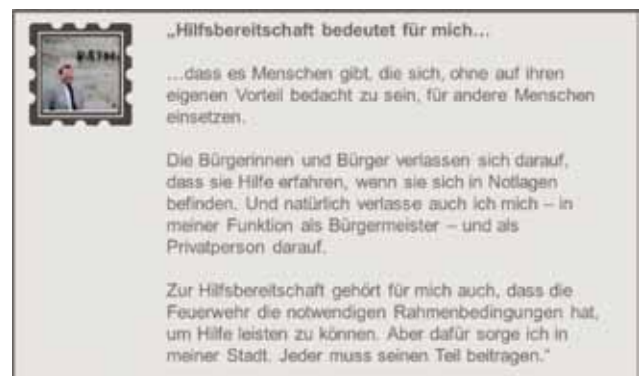 „Hilfsbereitschaft bedeutet für mich...
...dass es Menschen gibt, die sich, ohne auf ihren
eigenen Vorteil bedacht zu sein, für andere Menschen
einsetzen.
Die Bürgerinnen und Bürger verlassen sich darauf,
dass sie Hilfe erfahren, wenn sie sich in Notlagen
befinden. Und natürlich verlasse auch ich mich – in
meiner Funktion als Bürgermeister – und als
Privatperson darauf.
Zur Hilfsbereitschaft gehört für mich auch, dass die
Feuerwehr die notwendigen Rahmenbedingungen hat,
um Hilfe leisten zu können. Aber dafür sorge ich in
meiner Stadt. Jeder muss seinen Teil beitragen.“